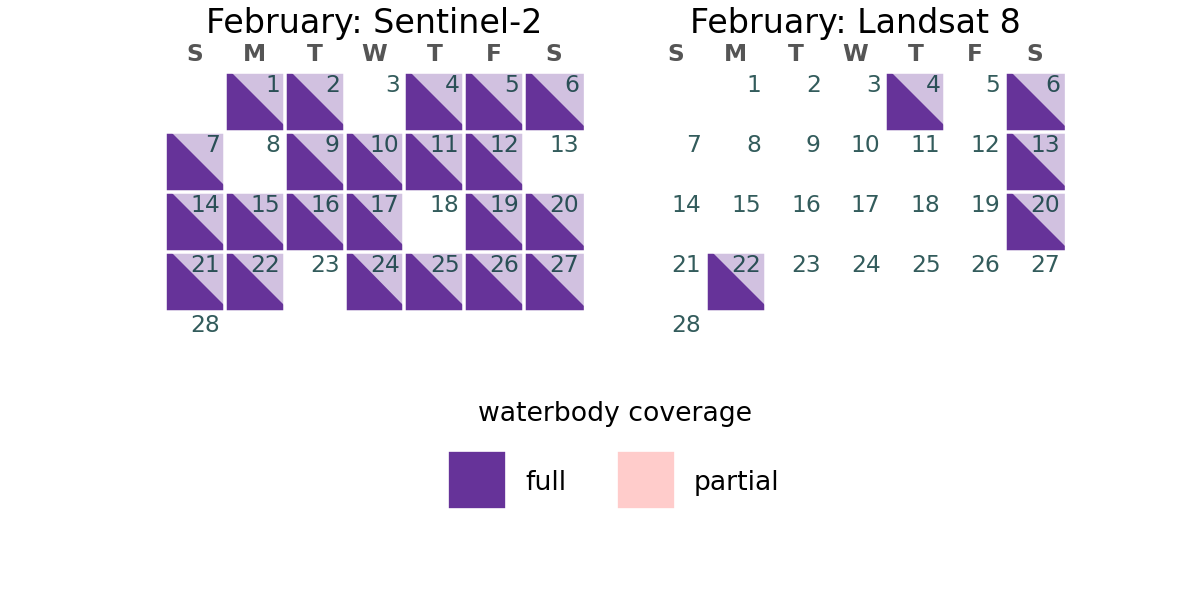 February: Sentinel-2
S M T W T F S
1 2 3 4 5 6
7 8 9 10 11 12 13
14 15 16 17 18 19 20
21 22 23 24 25 26 27
28
February: Landsat 8
S M T W T F S
1 2 3 4 5 6
7 8 9 10 11 12 13
14 15 16 17 18 19 20
21 22 23 24 25 26 27
28
waterbody coverage
full partial